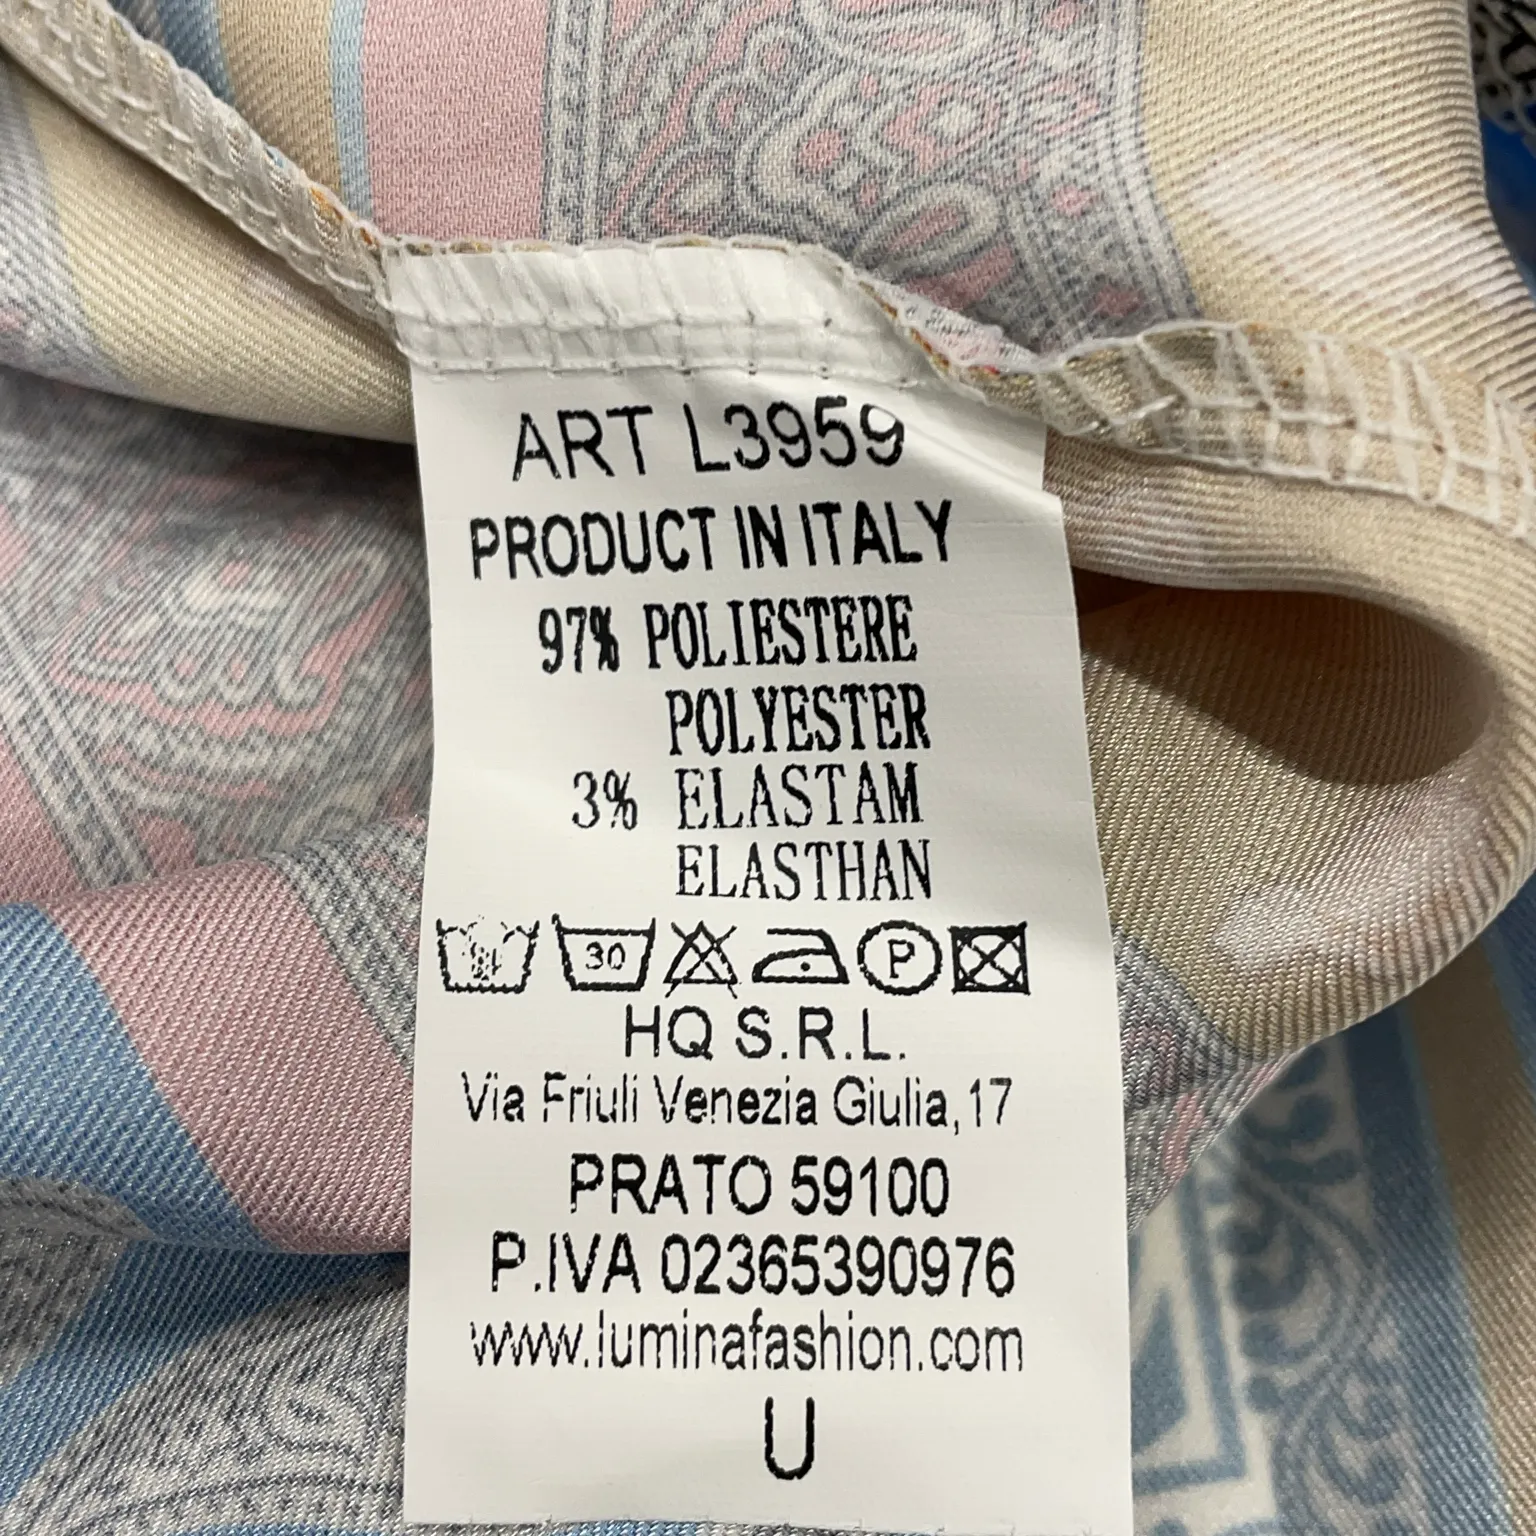 ART L3959
PRODUCT IN ITALY
97% POLIESTERE
POLYESTER
3% ELASTAM
ELASTHAN
30 P
HQ S.R.L.
Via Friuli Venezia Giulia,17
PRATO 59100
P.IVA 02365390976
www.luminafashion.com
U